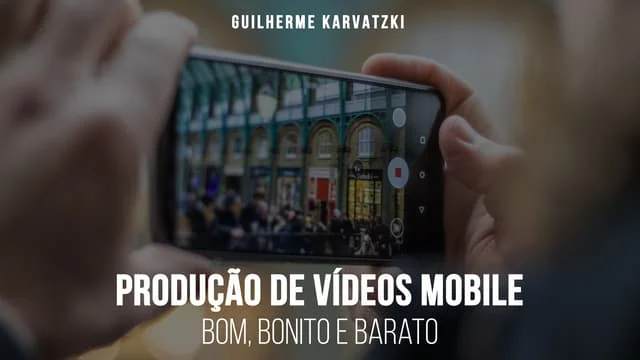 GUILHERME KARVATZKI
PRODUÇÃO DE VÍDEOS MOBILE
BOM, BONITO E BARATO